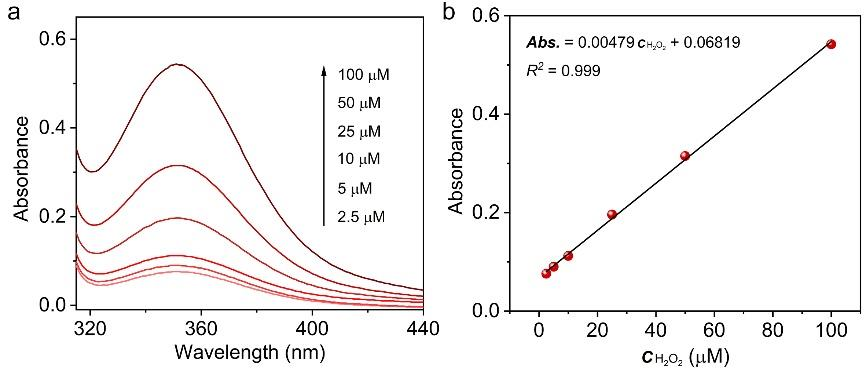 a
0.6
0.4
0.2
0.0
Absorbance
320 360 400 440
Wavelength (nm)
100 μM
50 μM
25 μM
10 μM
5 μM
2.5 μM
b
0.6
0.4
0.2
0.0
Absorbance
Abs. = 0.00479 c H₂O₂ + 0.06819
R² = 0.999
0 20 40 60 80 100
c H₂O₂ (μM)